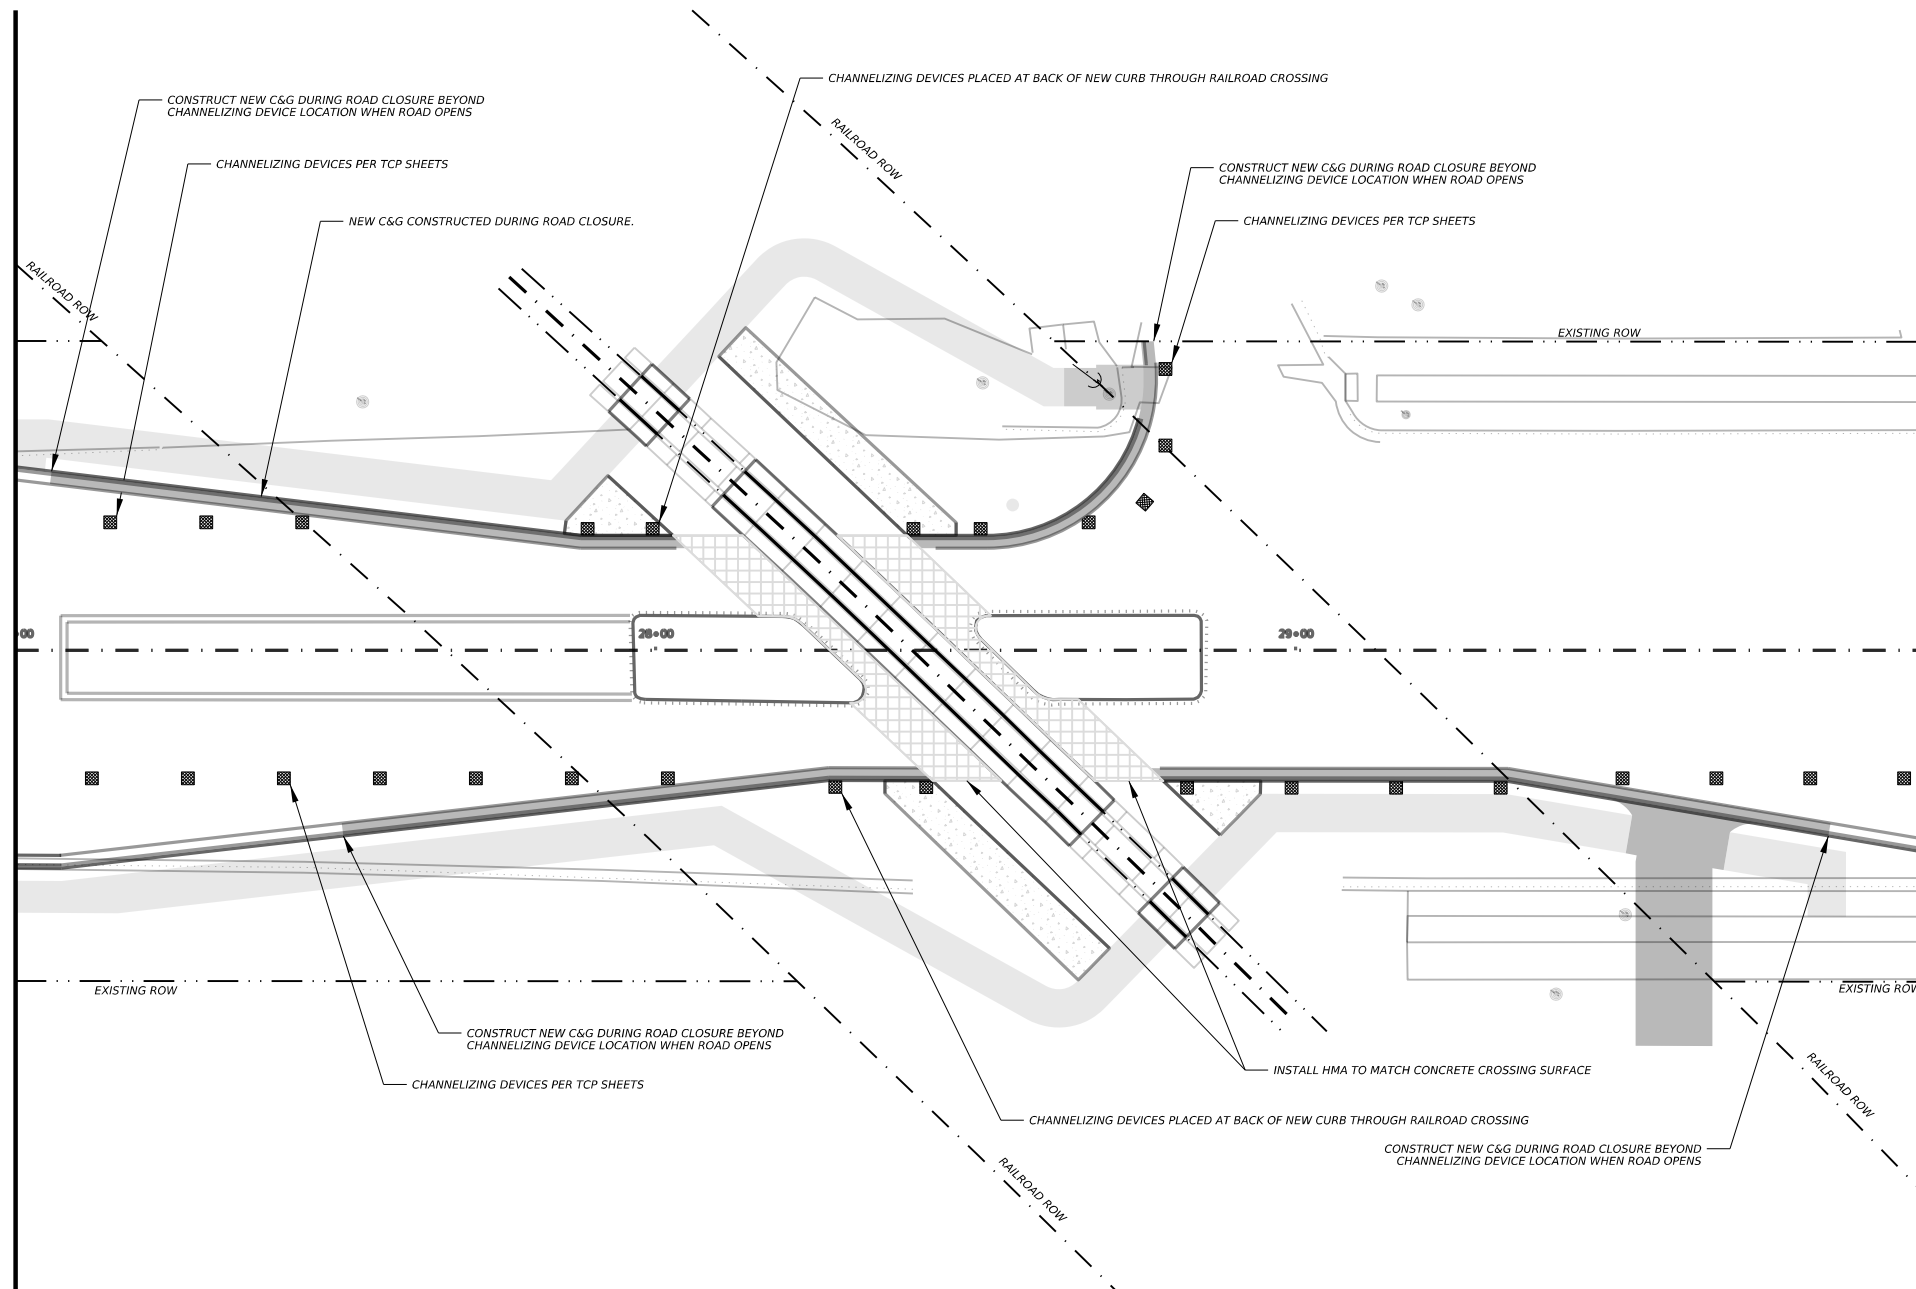 CHANNELIZING DEVICES PLACED AT BACK OF NEW CURB THROUGH RAILROAD CROSSING
CONSTRUCT NEW C&G DURING ROAD CLOSURE BEYOND
CHANNELIZING DEVICE LOCATION WHEN ROAD OPENS
RAILROAD ROW
CHANNELIZING DEVICES PER TCP SHEETS
CONSTRUCT NEW C&G DURING ROAD CLOSURE BEYOND
CHANNELIZING DEVICE LOCATION WHEN ROAD OPENS
NEW C&G CONSTRUCTED DURING ROAD CLOSURE.
CHANNELIZING DEVICES PER TCP SHEETS
RAILROAD ROW
EXISTING ROW
00
28+00
29+00
EXISTING ROW
EXISTING ROW
CONSTRUCT NEW C&G DURING ROAD CLOSURE BEYOND
CHANNELIZING DEVICE LOCATION WHEN ROAD OPENS
INSTALL HMA TO MATCH CONCRETE CROSSING SURFACE
CHANNELIZING DEVICES PER TCP SHEETS
RAILROAD ROW
CHANNELIZING DEVICES PLACED AT BACK OF NEW CURB THROUGH RAILROAD CROSSING
CONSTRUCT NEW C&G DURING ROAD CLOSURE BEYOND
CHANNELIZING DEVICE LOCATION WHEN ROAD OPENS
RAILROAD ROW